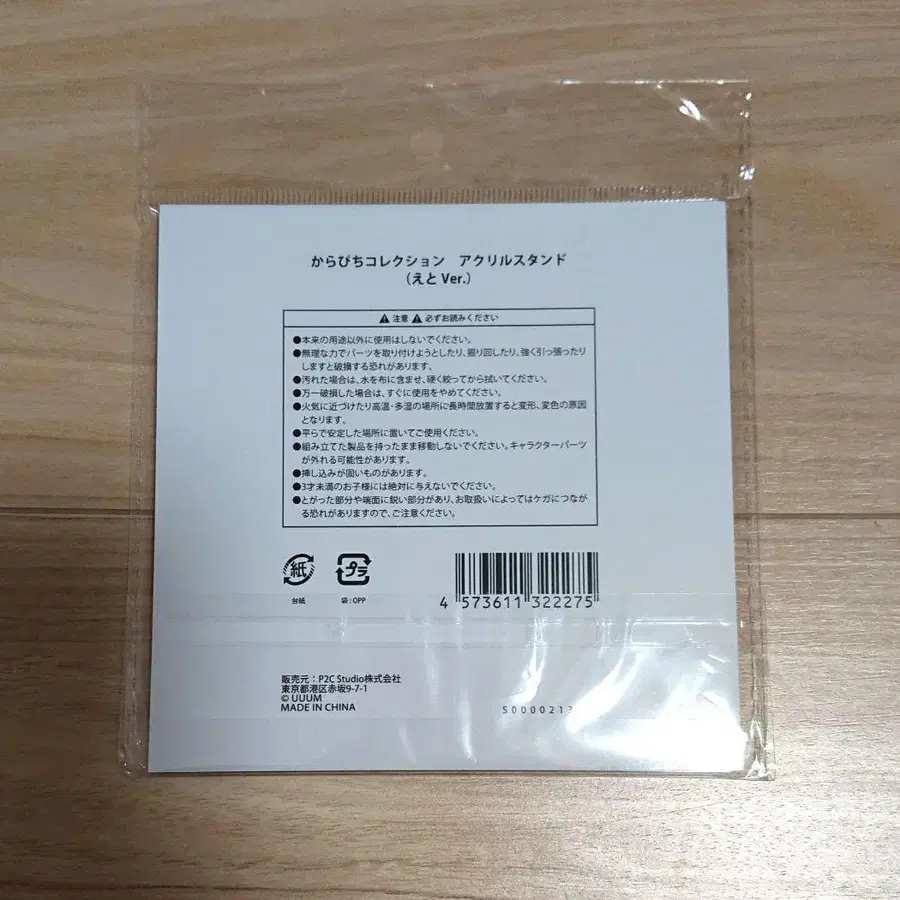 からぴちコレクション　アクリルスタンド
（えと Ver.）
⚠ 注意 ⚠ 必ずお読みください
●本来の用途以外に使用はしないでください。
●無理な力でパーツを取り付けようとしたり、振り回したり、強く引っ張ったり
しますと破損する恐れがあります。
●汚れた場合は、水を布に含ませ、硬く絞ってから拭いてください。
●万一破損した場合は、すぐに使用をやめてください。
●火気に近づけたり高温・多湿の場所に長時間放置すると変形、変色の原因
となります。
●平らで安定した場所に置いてご使用ください。
●組み立てた製品を持ったまま移動しないでください。キャラクターパーツ
が外れる可能性があります。
●挿し込みが固いものがあります。
●3才未満のお子様には絶対に与えないでください。
●とがった部分や端面に鋭い部分があり、お取扱いによってはケガにつなが
る恐れがありますので、ご注意ください。
紙
プラ
台紙
袋：OPP
4 573611 322275
販売元：P2C Studio株式会社
東京都港区赤坂9-7-1
© UUUM
MADE IN CHINA